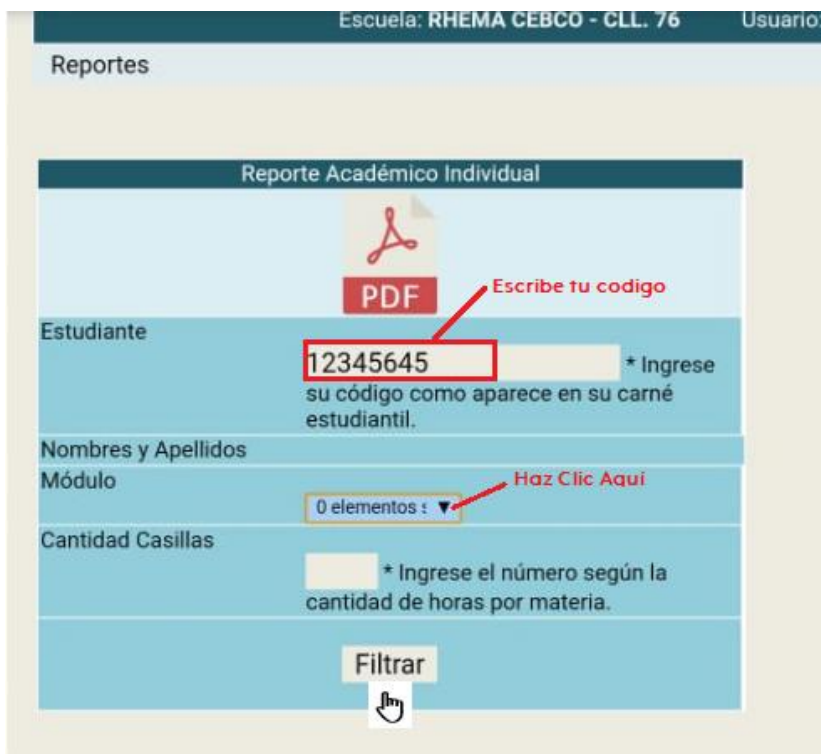 Escuela: RHEMA CEBCO - CLL. 76 Usuario:
Reportes
Reporte Académico Individual
PDF
Escribe tu codigo
Estudiante
12345645 * Ingrese
su código como aparece en su carné
estudiantil.
Nombres y Apellidos
Módulo
Haz Clic Aqui
0 elementos s ▼
Cantidad Casillas
* Ingrese el número según la
cantidad de horas por materia.
Filtrar